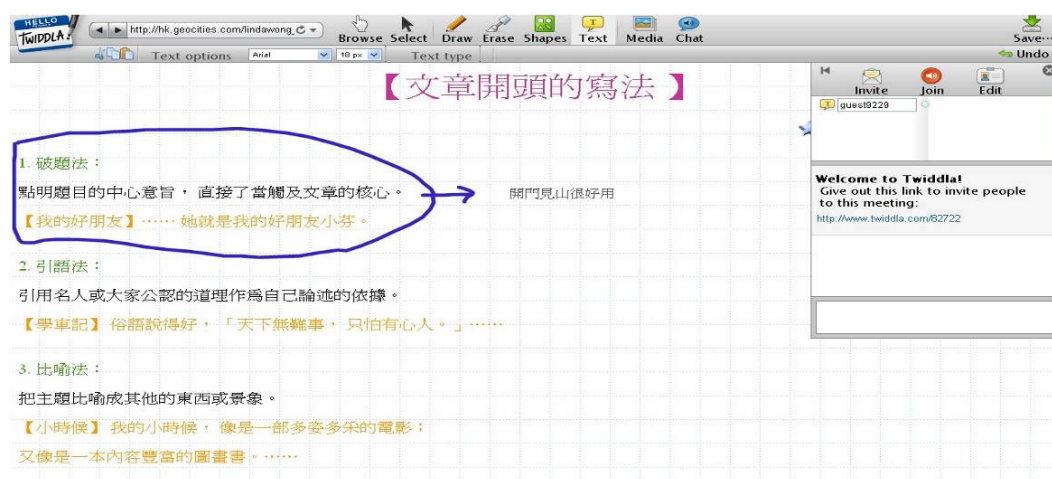 HELLO
TWIDDLA!
http://hk.geocities.com/lindawong_
Browse Select Draw Erase Shapes Text Media Chat
Save...
Text options Arial 18 px Text type
Undo
【文章開頭的寫法】
Invite Join Edit
guest9229
1. 破題法：
點明題目的中心意旨，直接了當觸及文章的核心。
開門見山很好用
【我的好朋友】⋯⋯她就是我的好朋友小芬。
Welcome to Twiddla!
Give out this link to invite people
to this meeting:
http://www.twiddla.com/82722
2. 引語法：
引用名人或大家公認的道理作爲自己論述的依據。
【學車記】俗語說得好，「天下無難事，只怕有心人。」⋯⋯
3. 比喻法：
把主題比喻成其他的東西或景象。
【小時候】我的小時候，像是一部多姿多采的電影；
又像是一本內容豐富的圖畫書。⋯⋯